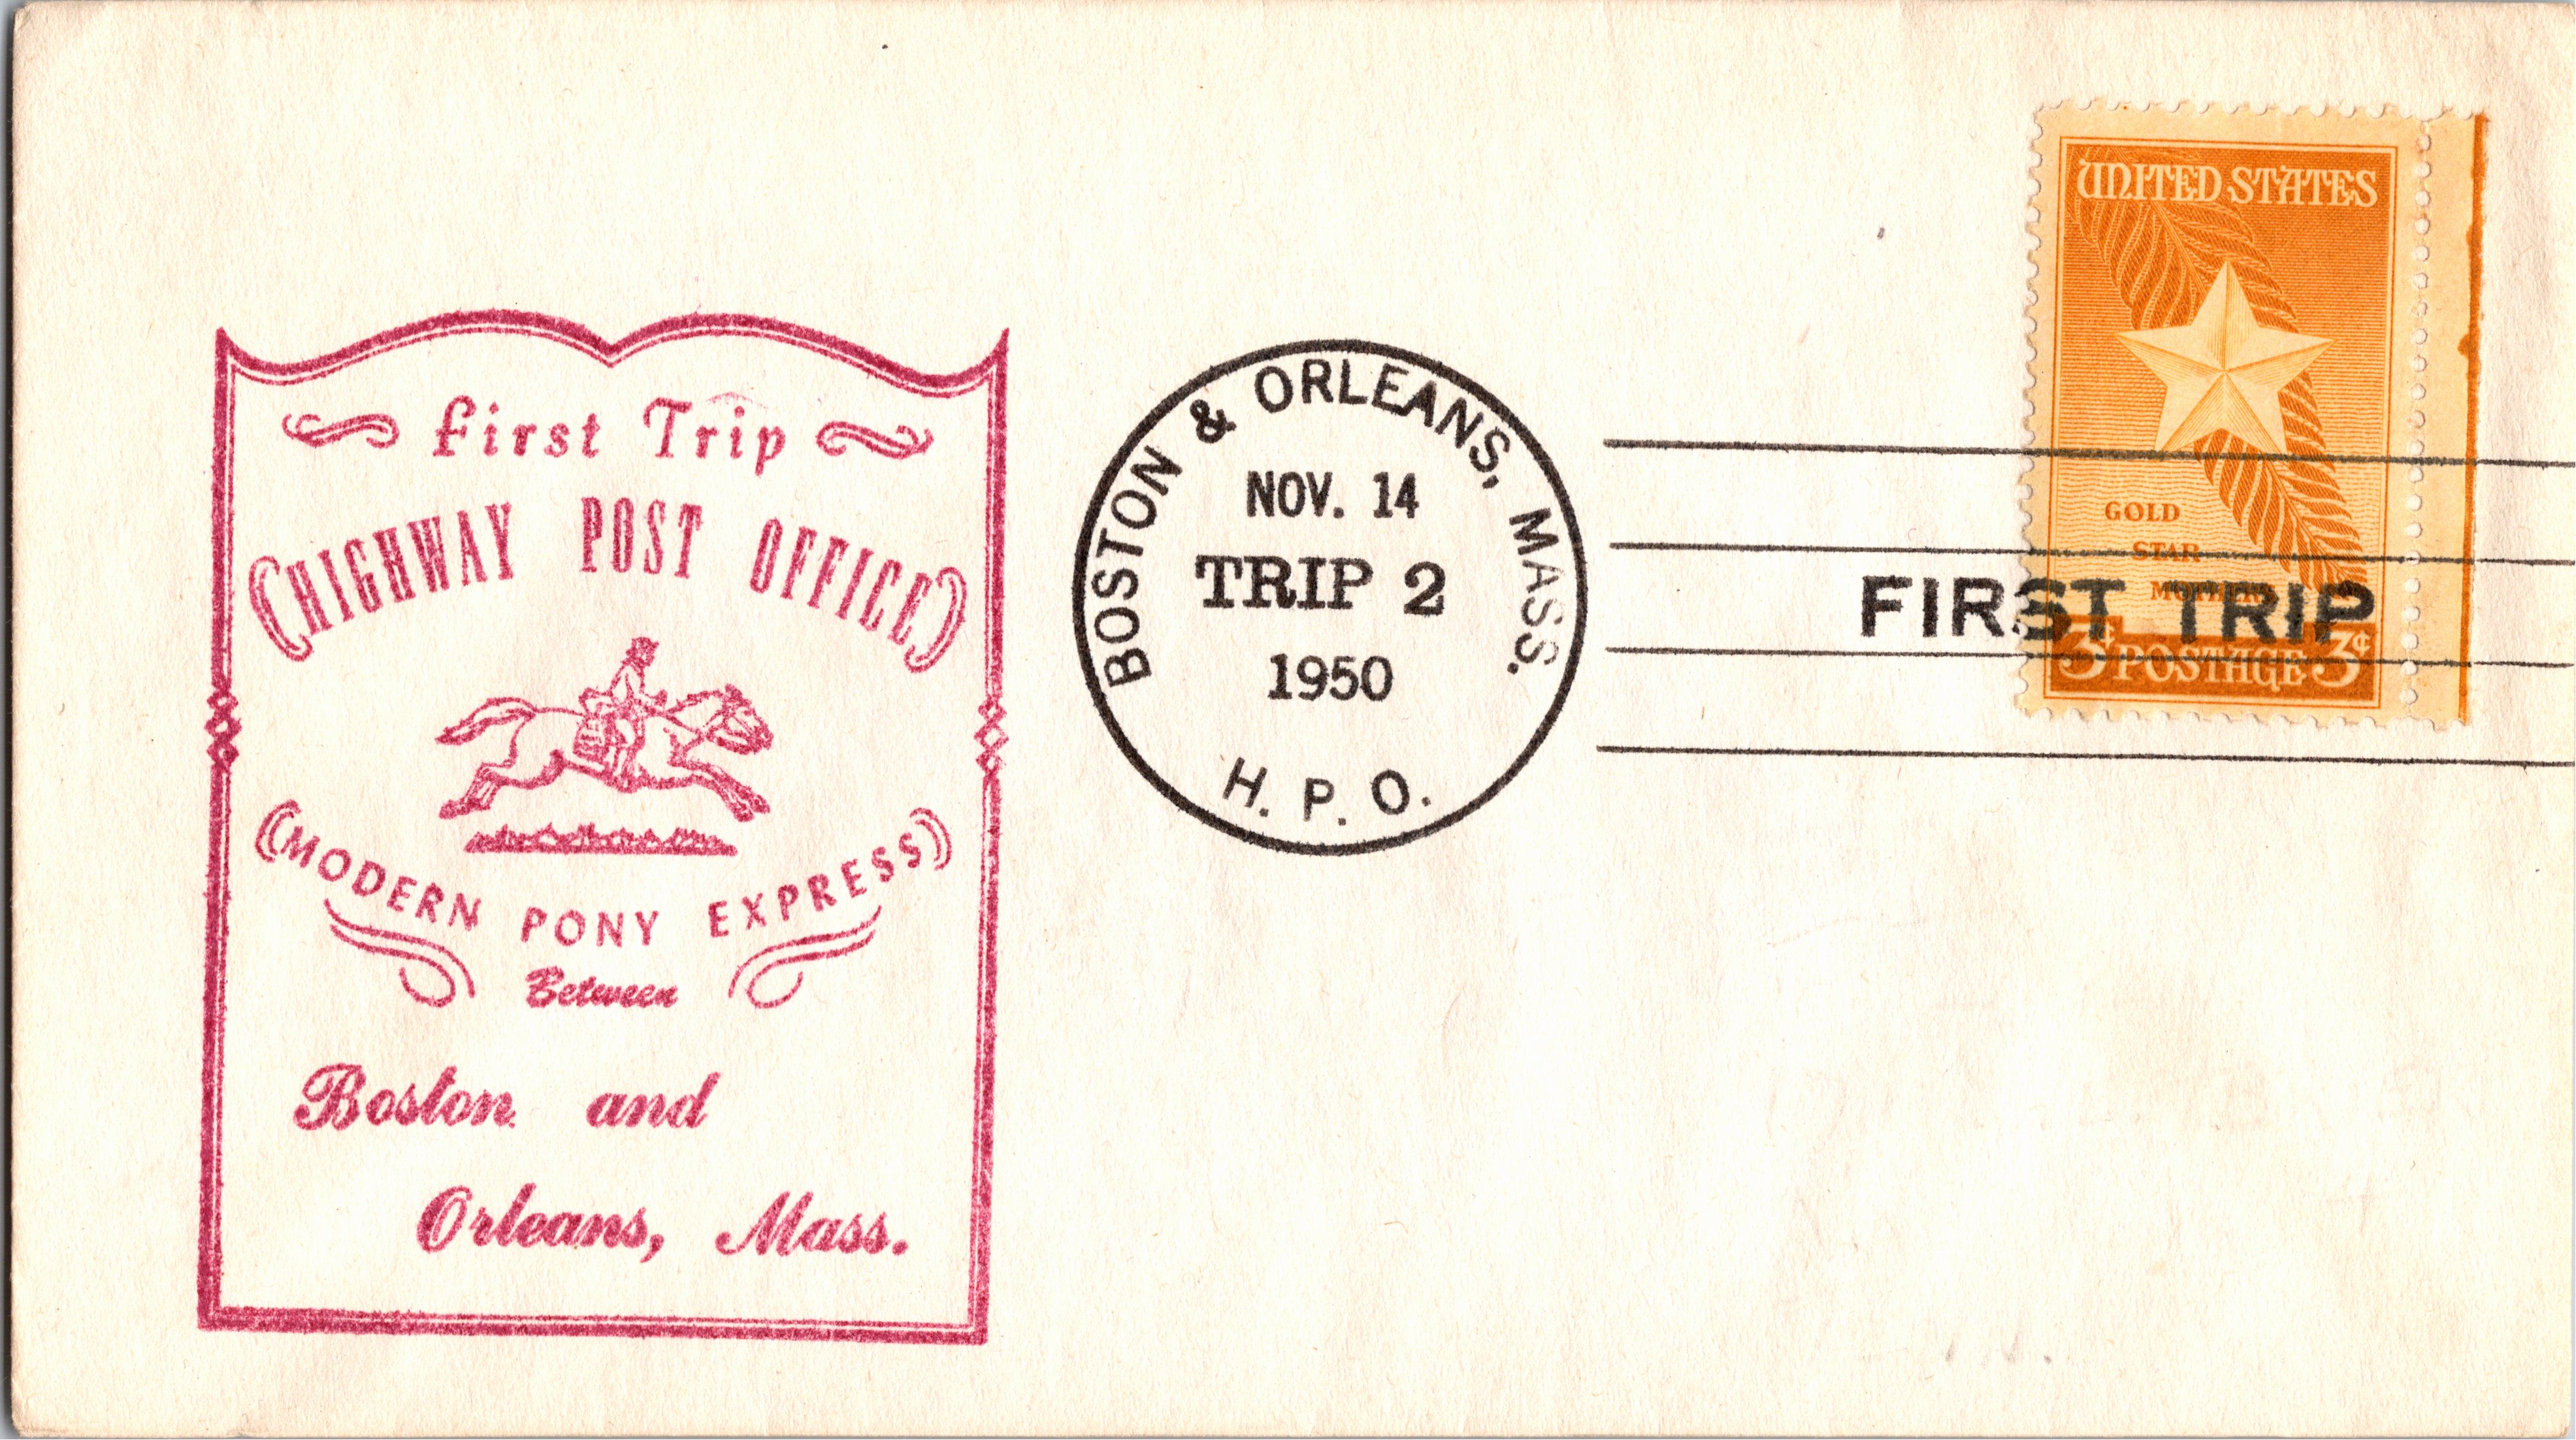 First Trip
HIGHWAY POST OFFICE
MODERN PONY EXPRESS
Between
Boston and
Orleans, Mass.
BOSTON & ORLEANS, MASS.
NOV. 14
TRIP 2
1950
H. P. O.
FIRST TRIP
UNITED STATES
GOLD
STAR
MOTHERS
3¢ POSTAGE 3¢